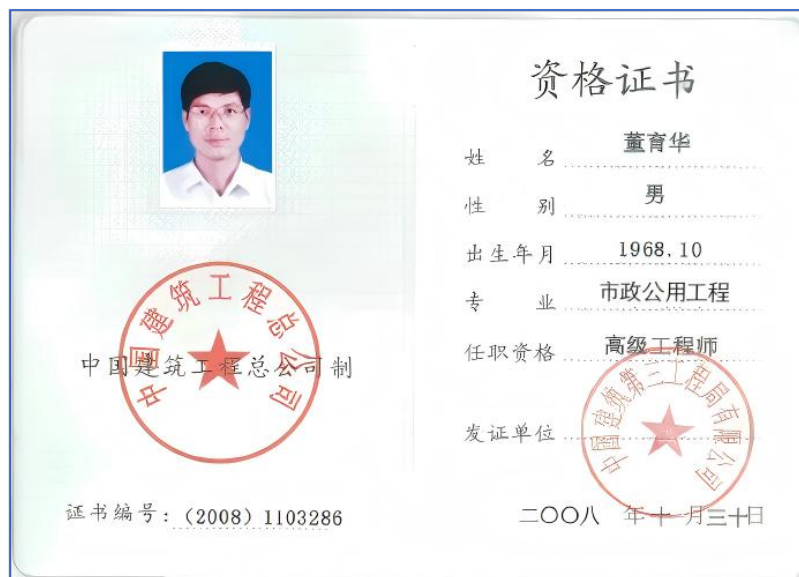 中国建筑工程总公司
中国建筑工程总公司制
证书编号：（2008）1103286
资格证书
姓名 董育华
性别 男
出生年月 1968.10
专业 市政公用工程
任职资格 高级工程师
发证单位
中国建筑第三工程局有限公司
二〇〇八 年十一月三十日